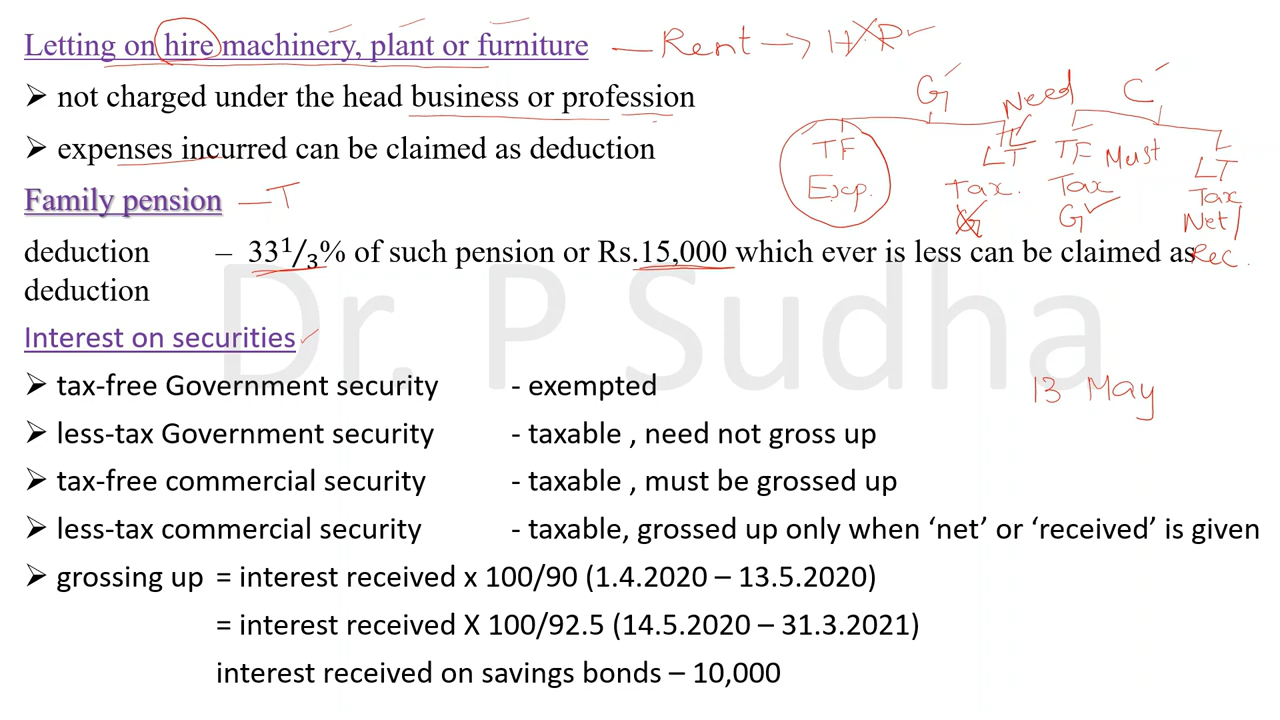 Letting on hire machinery, plant or furniture — Rent → HP
➢ not charged under the head business or profession
➢ expenses incurred can be claimed as deduction
Family pension — T
deduction – 33¹/₃% of such pension or Rs.15,000 which ever is less can be claimed as
deduction
Interest on securities
➢ tax-free Government security - exempted
➢ less-tax Government security - taxable , need not gross up
➢ tax-free commercial security - taxable , must be grossed up
➢ less-tax commercial security - taxable, grossed up only when ‘net’ or ‘received’ is given
➢ grossing up = interest received x 100/90 (1.4.2020 – 13.5.2020)
= interest received X 100/92.5 (14.5.2020 – 31.3.2021)
interest received on savings bonds – 10,000
G Need C
TF LT TF Must LT
Exp. Tax. Tax Tax
G G Net/
Rec.
13 May
Dr. P Sudha